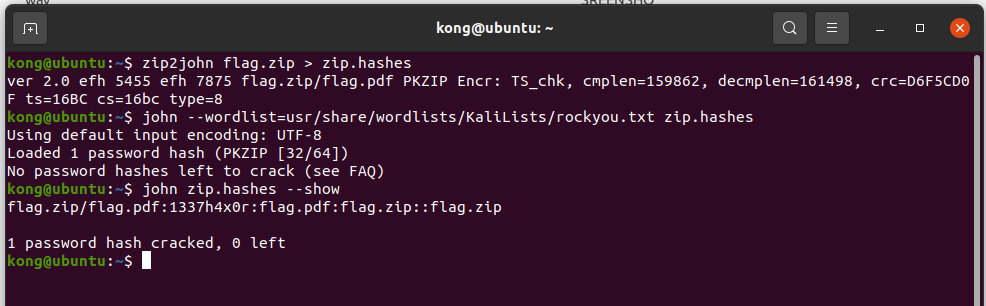 kong@ubuntu: ~
kong@ubuntu:~$ zip2john flag.zip > zip.hashes
ver 2.0 efh 5455 efh 7875 flag.zip/flag.pdf PKZIP Encr: TS_chk, cmplen=159862, decmplen=161498, crc=D6F5CD0
F ts=16BC cs=16bc type=8
kong@ubuntu:~$ john --wordlist=usr/share/wordlists/KaliLists/rockyou.txt zip.hashes
Using default input encoding: UTF-8
Loaded 1 password hash (PKZIP [32/64])
No password hashes left to crack (see FAQ)
kong@ubuntu:~$ john zip.hashes --show
flag.zip/flag.pdf:1337h4x0r:flag.pdf:flag.zip::flag.zip
1 password hash cracked, 0 left
kong@ubuntu:~$